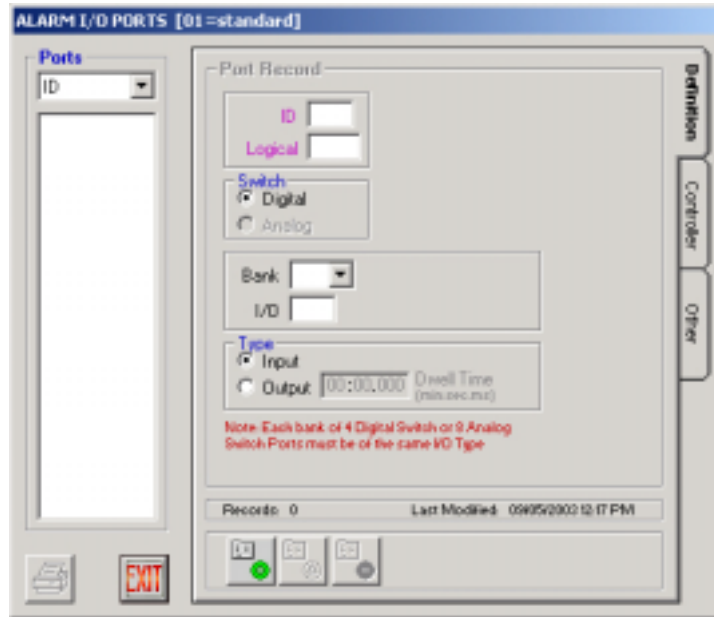 ALARM I/O PORTS [01=standard]
Ports
ID
Port Record
ID
Logical
Switch
Digital
Analog
Bank
I/O
Type
Input
Output 00:00.000 Dwell Time
(min.sec.ms)
Note: Each bank of 4 Digital Switch or 8 Analog
Switch Ports must be of the same I/O Type
Records: 0 Last Modified: 09/05/2003 12:17 PM
Definition
Controller
Other
EXIT